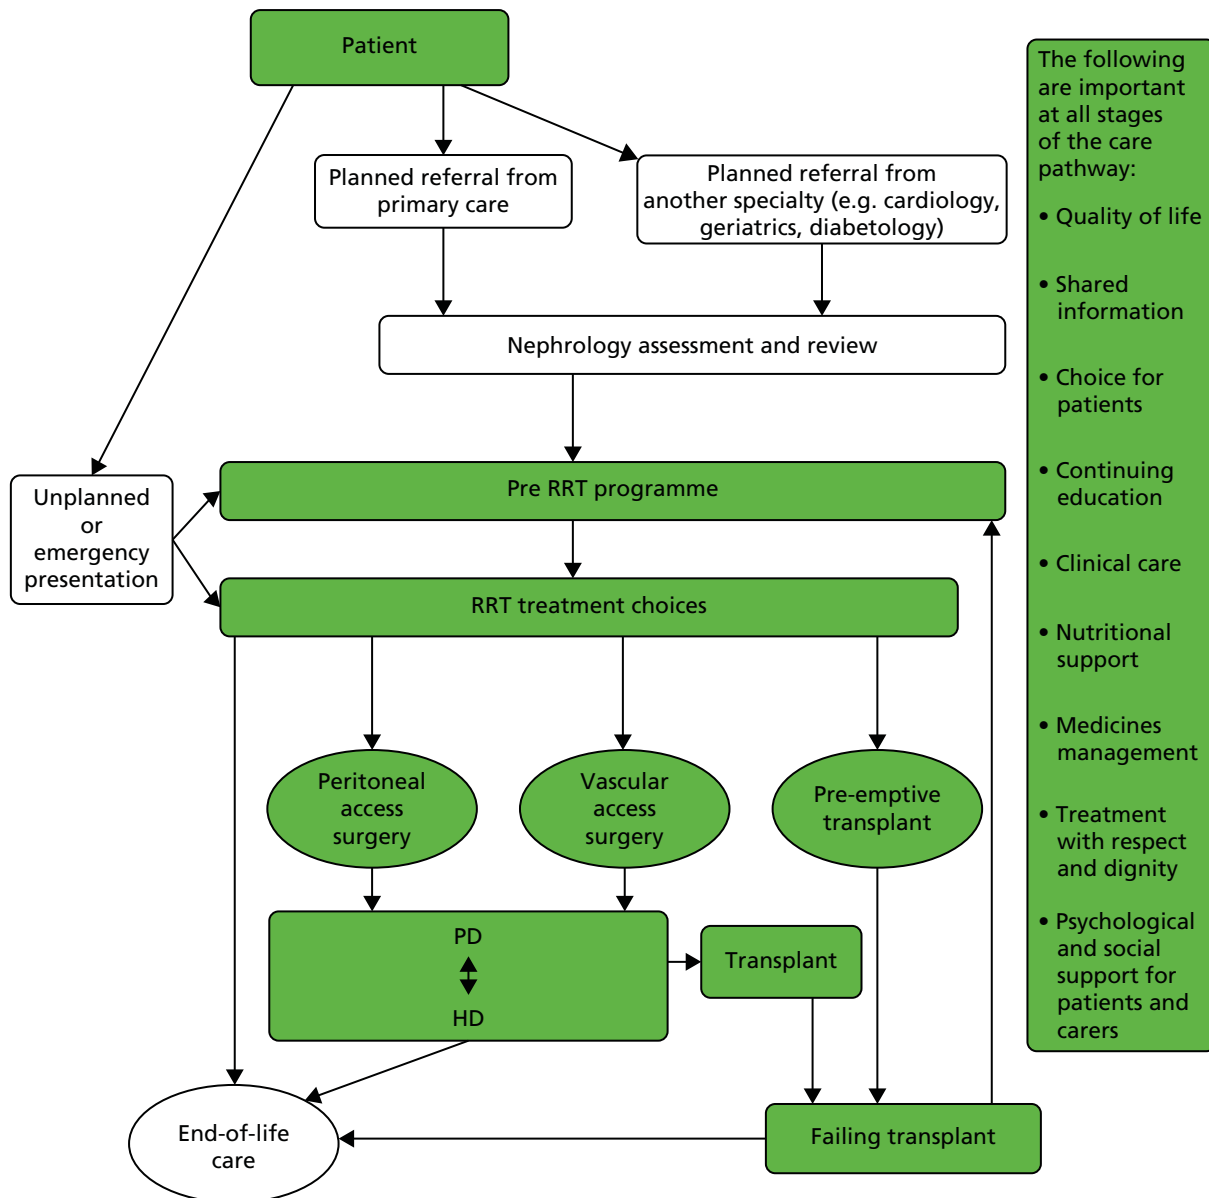 Patient
Planned referral from
primary care
Planned referral from
another specialty (e.g. cardiology,
geriatrics, diabetology)
Nephrology assessment and review
Unplanned
or
emergency
presentation
Pre RRT programme
RRT treatment choices
Peritoneal
access
surgery
Vascular
access
surgery
Pre-emptive
transplant
PD
HD
Transplant
End-of-life
care
Failing transplant
The following
are important
at all stages
of the care
pathway:
• Quality of life
• Shared
information
• Choice for
patients
• Continuing
education
• Clinical care
• Nutritional
support
• Medicines
management
• Treatment
with respect
and dignity
• Psychological
and social
support for
patients and
carers